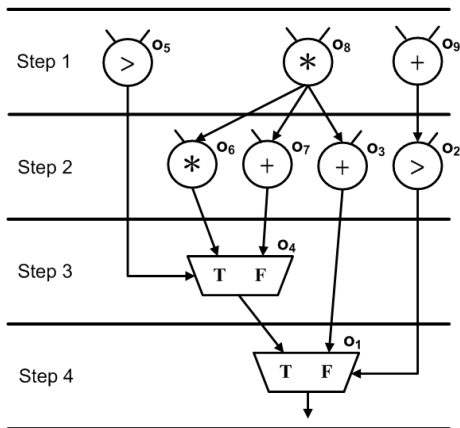 Step 1 > o5 * o8 + o9
Step 2 * o6 + o7 + o3 > o2
Step 3 T F o4
Step 4 T F o1